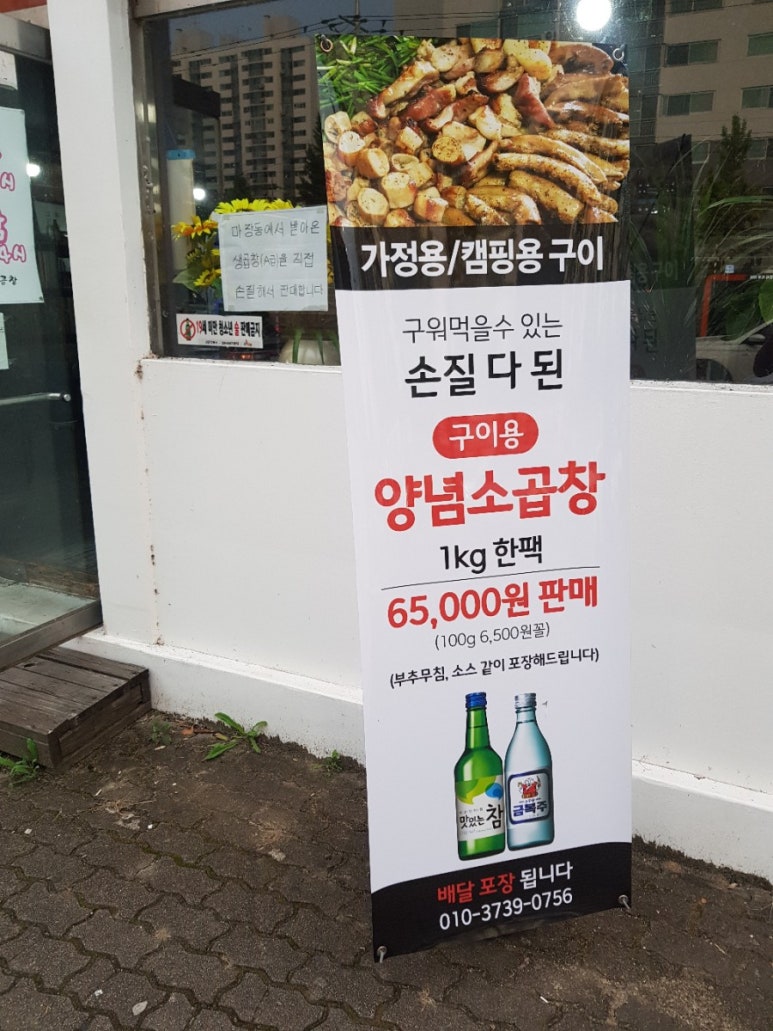 가정용/캠핑용 구이
구워먹을수 있는
손질 다 된
구이용
양념소곱창
1kg 한팩
65,000원 판매
(100g 6,500원꼴)
(부추무침, 소스 같이 포장해드립니다)
맛있는 참
금복주
배달 포장 됩니다
010-3739-0756
마장동에서 받아온
생곱창(A급)을 직접
손질해서 판매합니다
19세 미만 청소년 술 판매금지